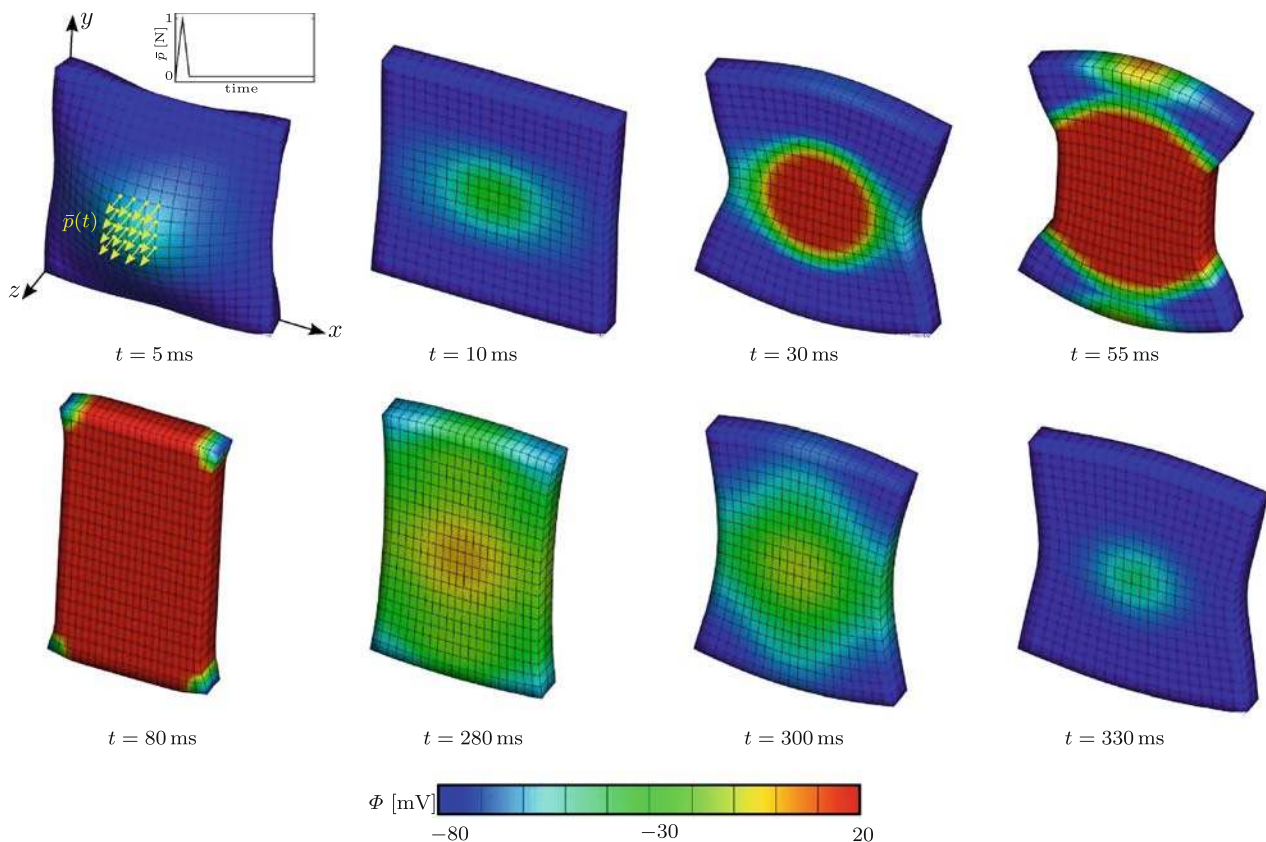 y
1
p̄ [N]
0
time
p̄(t)
z
x
t = 5 ms
t = 10 ms
t = 30 ms
t = 55 ms
t = 80 ms
t = 280 ms
t = 300 ms
t = 330 ms
Φ [mV]
−80
−30
20